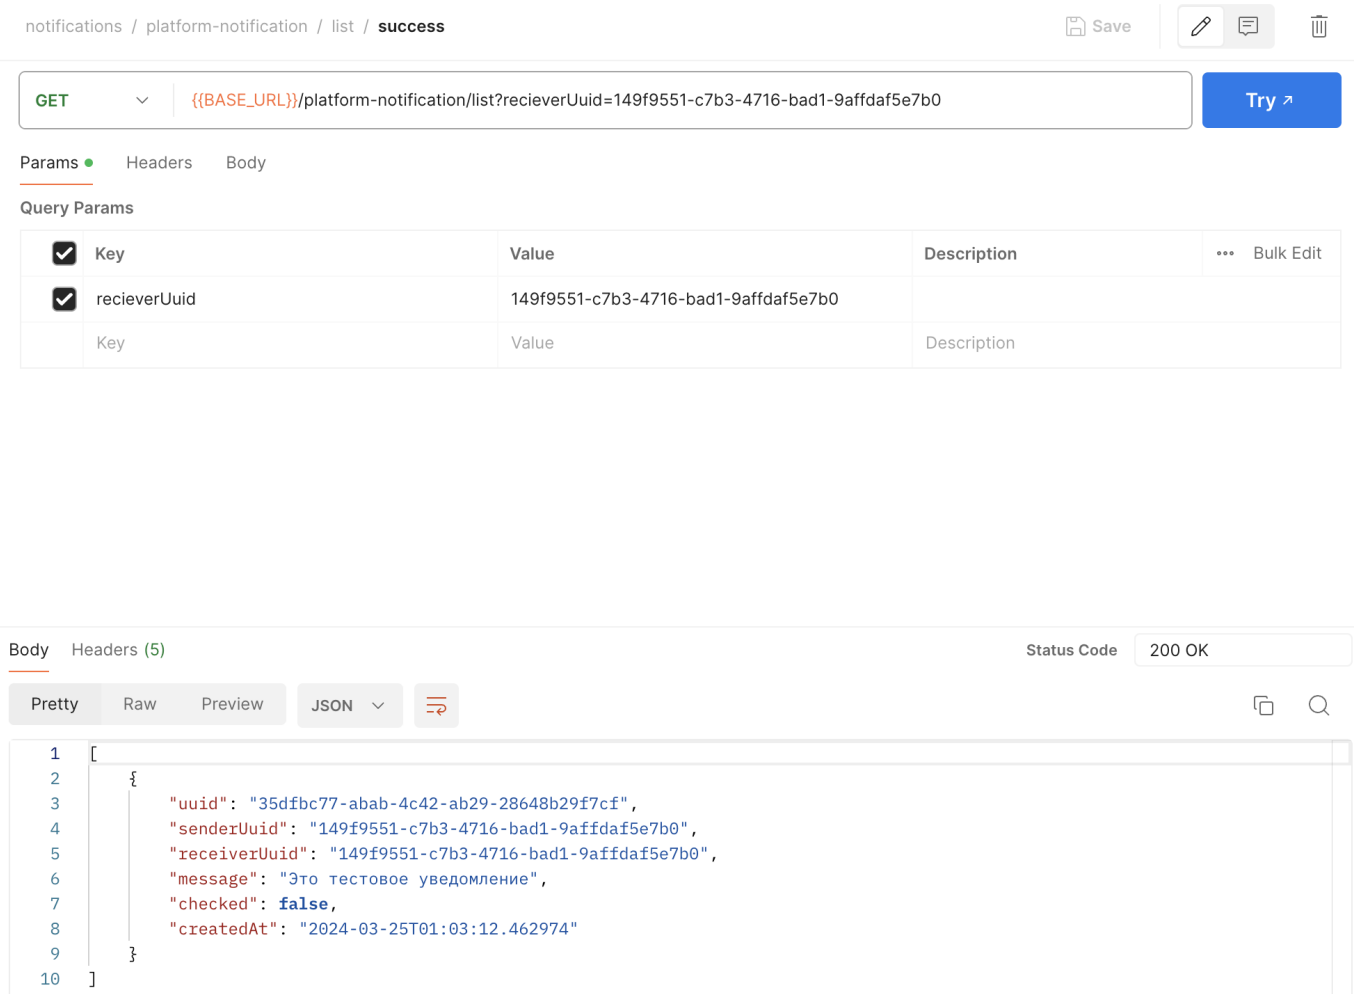 notifications / platform-notification / list / success
Save
GET
{{BASE_URL}}/platform-notification/list?recieverUuid=149f9551-c7b3-4716-bad1-9affdaf5e7b0
Try ↗
Params
Headers
Body
Query Params
Key
Value
Description
Bulk Edit
recieverUuid
149f9551-c7b3-4716-bad1-9affdaf5e7b0
Key
Value
Description
Body
Headers (5)
Status Code
200 OK
Pretty
Raw
Preview
JSON
1 [
2 {
3 "uuid": "35dfbc77-abab-4c42-ab29-28648b29f7cf",
4 "senderUuid": "149f9551-c7b3-4716-bad1-9affdaf5e7b0",
5 "receiverUuid": "149f9551-c7b3-4716-bad1-9affdaf5e7b0",
6 "message": "Это тестовое уведомление",
7 "checked": false,
8 "createdAt": "2024-03-25T01:03:12.462974"
9 }
10 ]